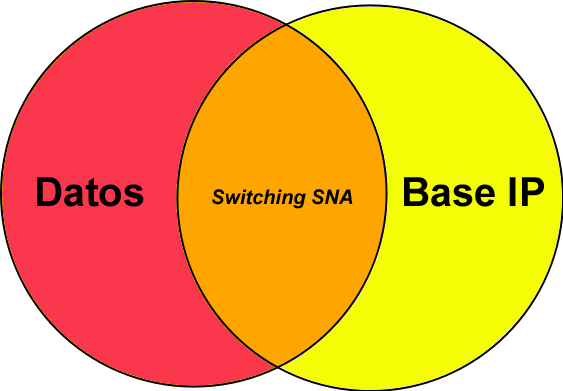 Datos
Switching SNA
Base IP